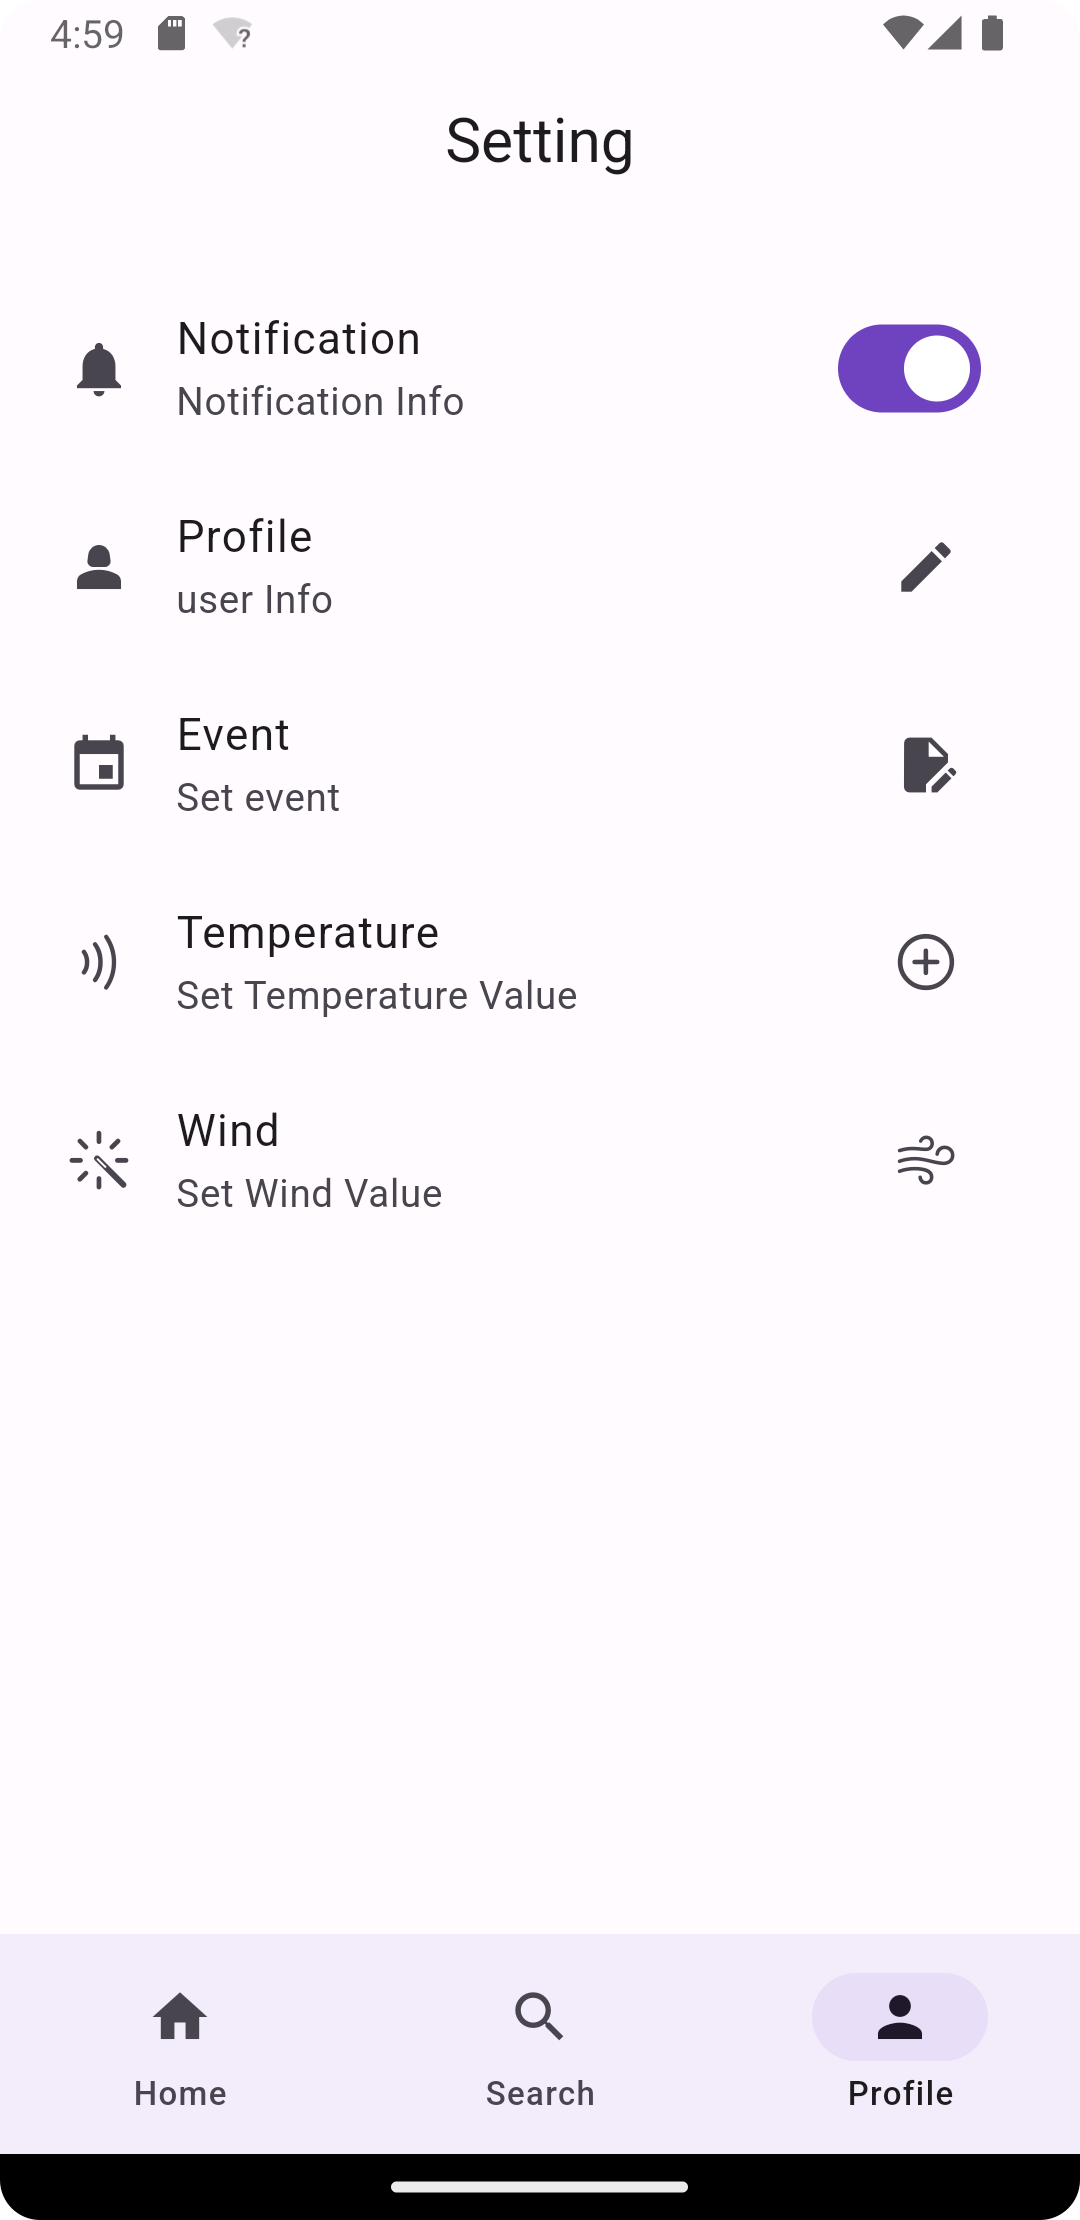 4:59
Setting
Notification
Notification Info
Profile
user Info
Event
Set event
Temperature
Set Temperature Value
Wind
Set Wind Value
Home
Search
Profile